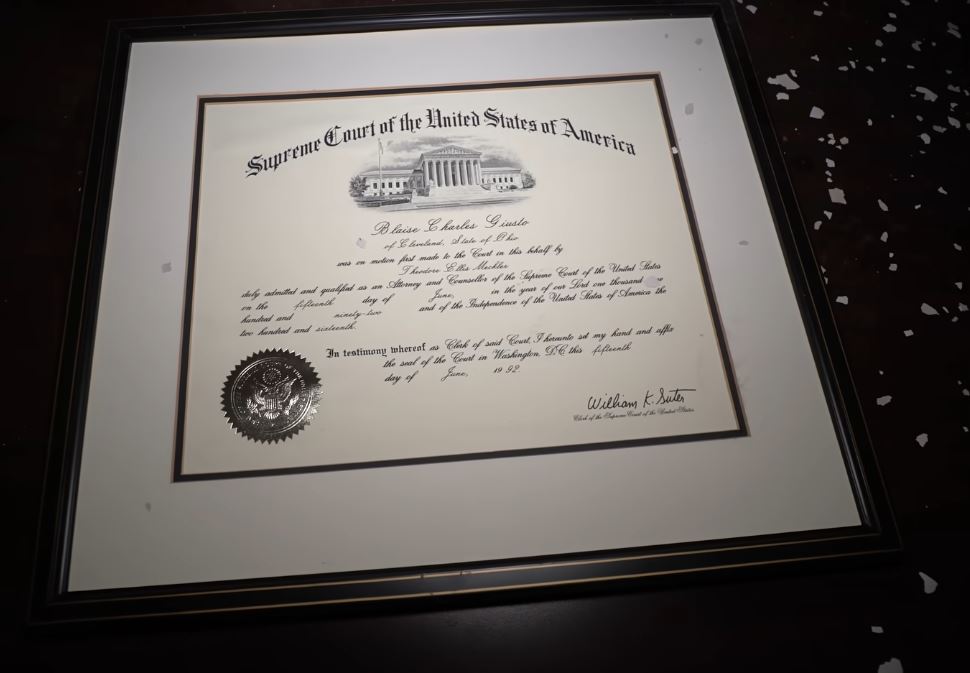 Supreme Court of the United States of America
Blaise Charles Giusto
of Cleveland, State of Ohio
was on motion first made to the Court in this behalf by
Theodore Ellis Meckler
duly admitted and qualified as an Attorney and Counsellor of the Supreme Court of the United States
on the fifteenth day of June, in the year of our Lord one thousand
hundred and ninety-two and of the Independence of the United States of America the
two hundred and sixteenth.
In testimony whereof as Clerk of said Court, I hereunto set my hand and affix
the seal of the Court in Washington, D.C. this fifteenth
day of June, 1992
William K. Suter
Clerk of the Supreme Court of the United States